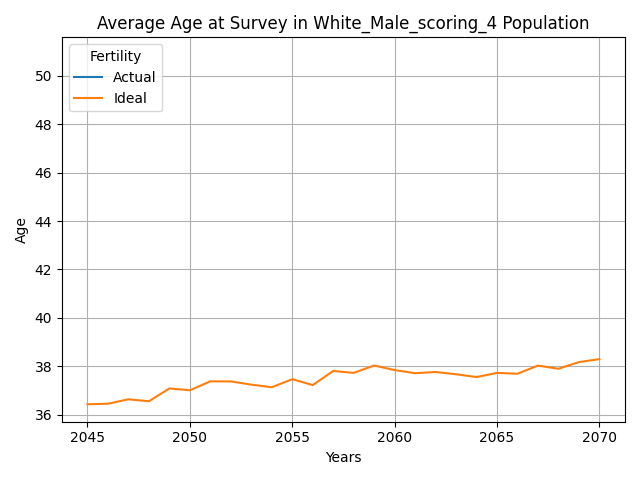 Average Age at Survey in White_Male_scoring_4 Population
Fertility
Actual
Ideal
Age
50
48
46
44
42
40
38
36
2045
2050
2055
2060
2065
2070
Years